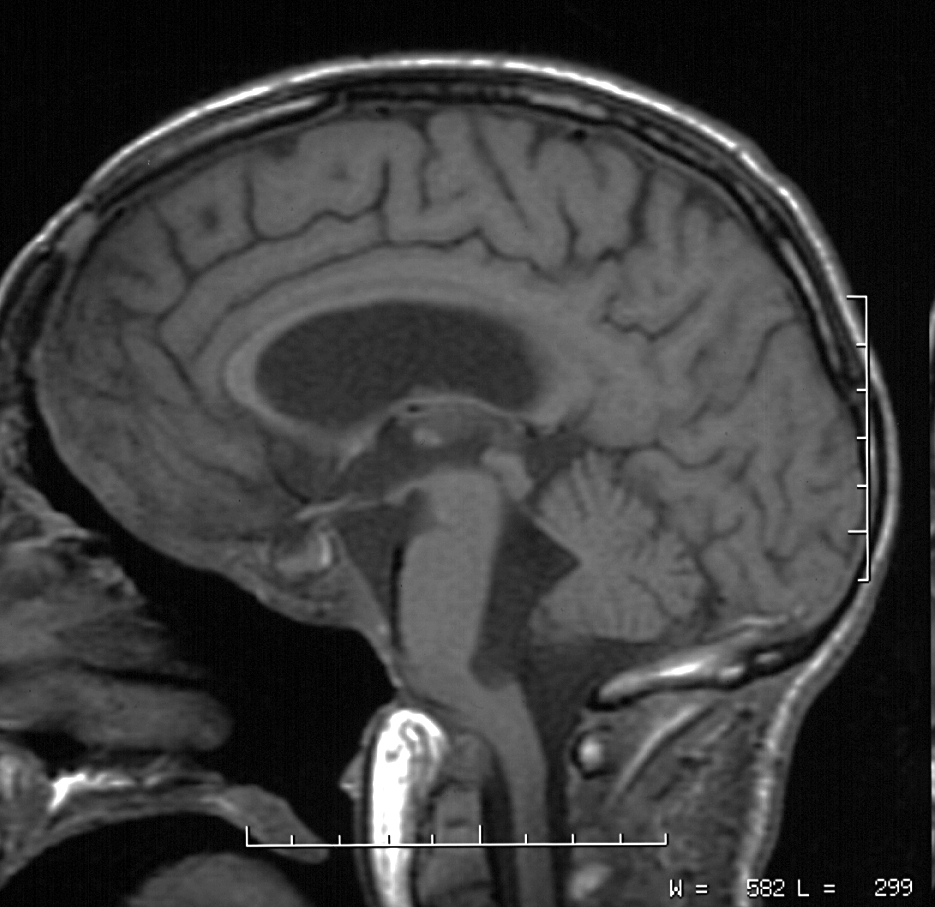 W = 582 L = 299